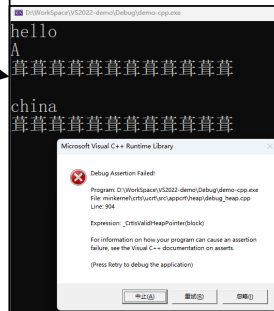 D:\WorkSpace\VS2022-demo\Debug\demo-cpp.exe
hello
A
葺葺葺葺葺葺葺葺葺葺葺葺
china
葺葺葺葺葺葺葺葺葺葺葺葺
Microsoft Visual C++ Runtime Library
Debug Assertion Failed!
Program: D:\WorkSpace\VS2022-demo\Debug\demo-cpp.exe
File: minkernel\crts\ucrt\src\appcrt\heap\debug_heap.cpp
Line: 904
Expression: _CrtIsValidHeapPointer(block)
For information on how your program can cause an assertion
failure, see the Visual C++ documentation on asserts.
(Press Retry to debug the application)
中止(A) 重试(R) 忽略(I)